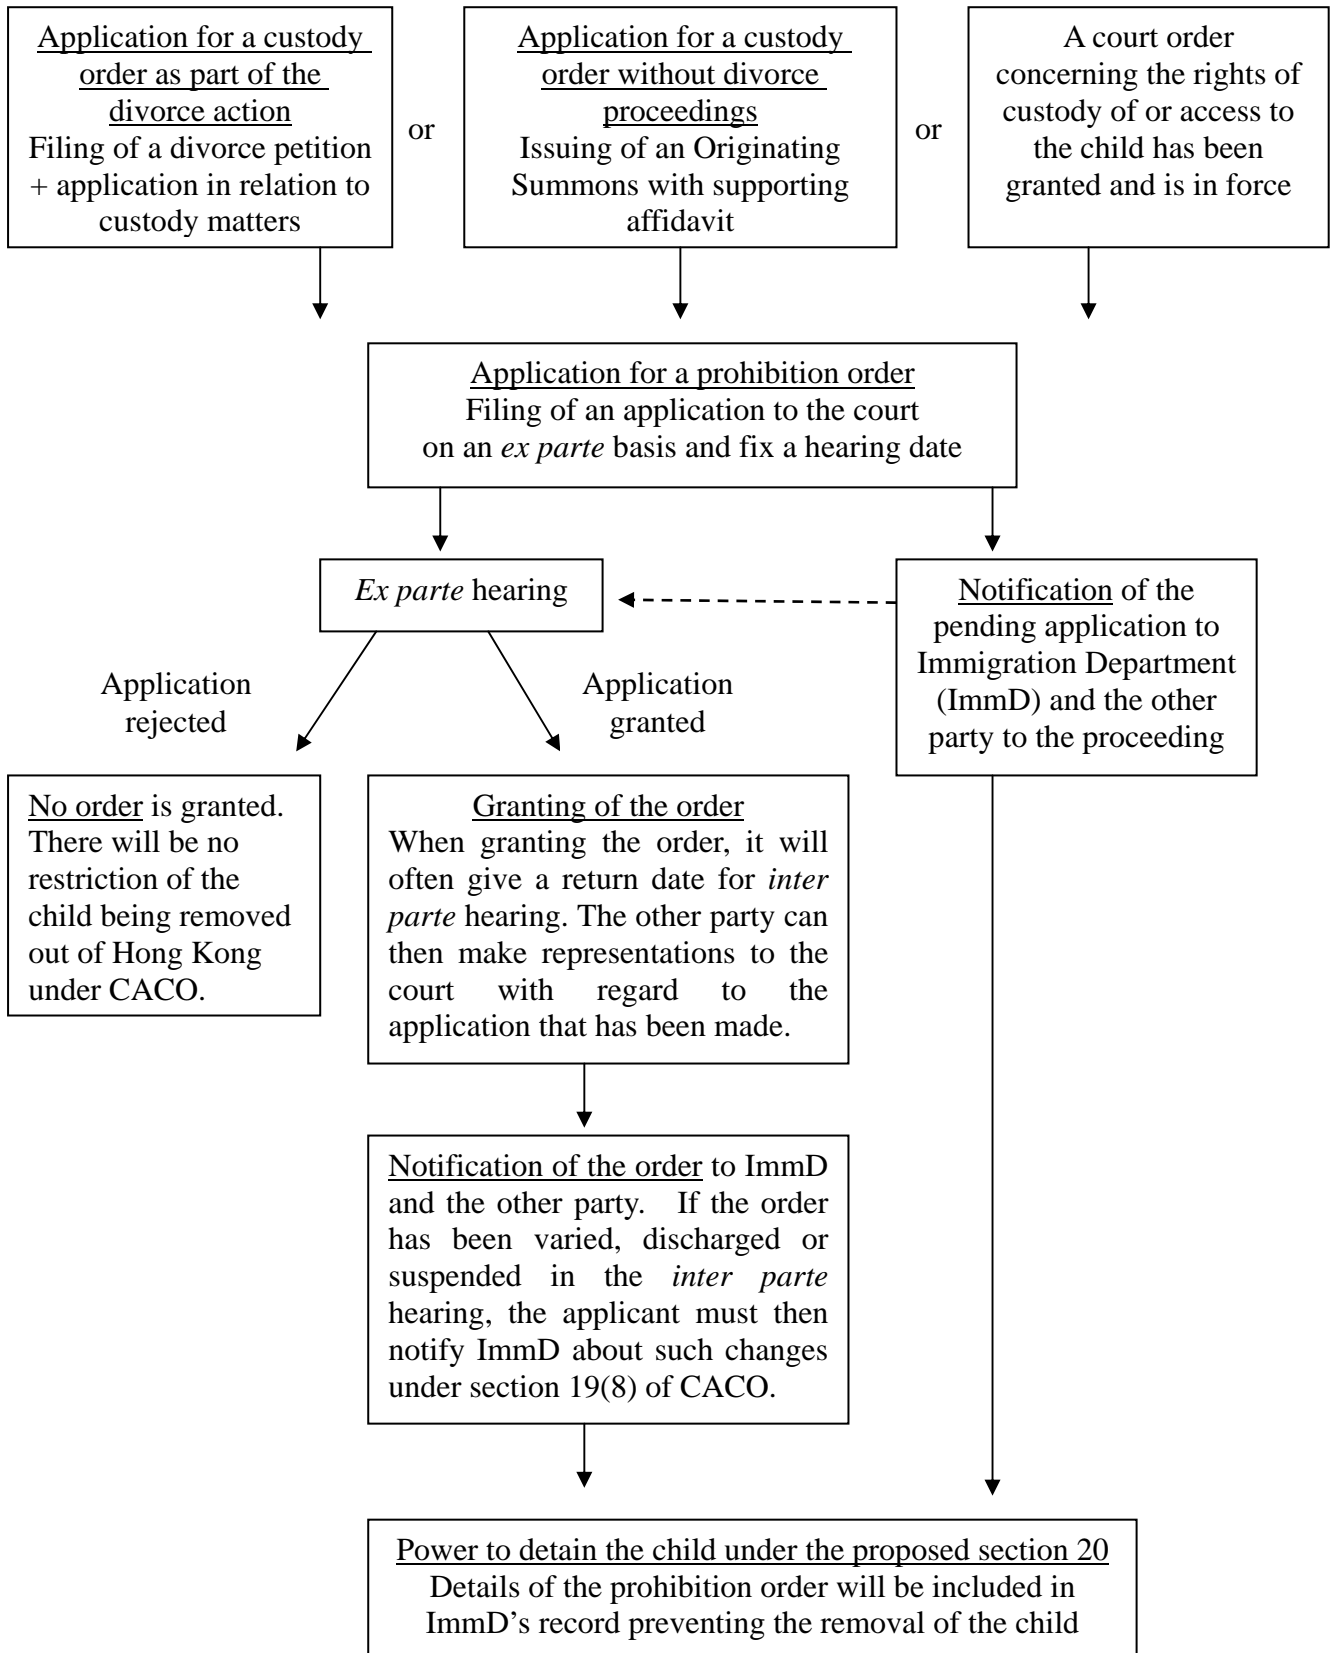 Application for a custody
order as part of the
divorce action
Filing of a divorce petition
+ application in relation to
custody matters
or
Application for a custody
order without divorce
proceedings
Issuing of an Originating
Summons with supporting
affidavit
or
A court order
concerning the rights of
custody of or access to
the child has been
granted and is in force
Application for a prohibition order
Filing of an application to the court
on an ex parte basis and fix a hearing date
Ex parte hearing
Notification of the
pending application to
Immigration Department
(ImmD) and the other
party to the proceeding
Application
rejected
Application
granted
No order is granted.
There will be no
restriction of the
child being removed
out of Hong Kong
under CACO.
Granting of the order
When granting the order, it will
often give a return date for inter
parte hearing. The other party can
then make representations to the
court with regard to the
application that has been made.
Notification of the order to ImmD
and the other party. If the order
has been varied, discharged or
suspended in the inter parte
hearing, the applicant must then
notify ImmD about such changes
under section 19(8) of CACO.
Power to detain the child under the proposed section 20
Details of the prohibition order will be included in
ImmD’s record preventing the removal of the child